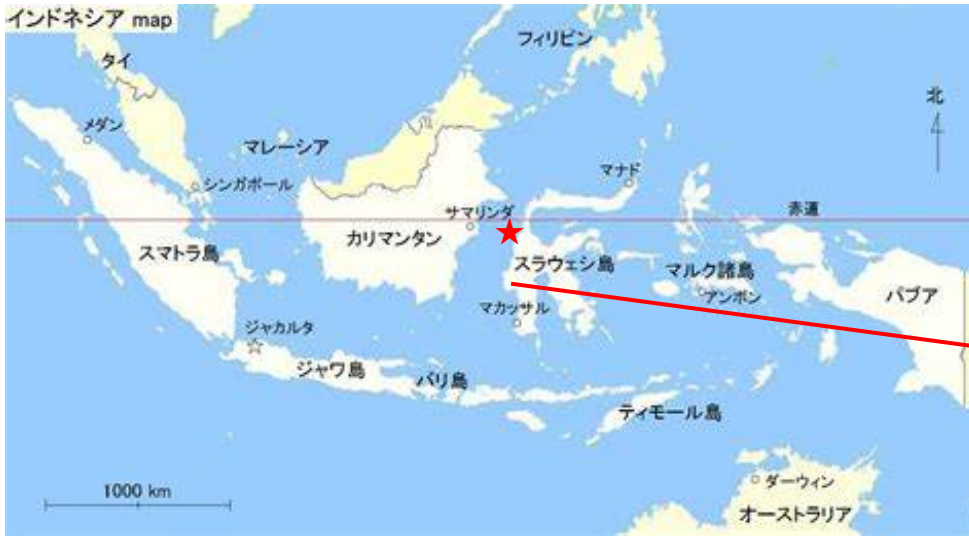 インドネシア map
タイ
フィリピン
北
メダン
マレーシア
マナド
シンガポール
サマリンダ
赤道
カリマンタン
スマトラ島
スラウェシ島
マルク諸島
アンボン
パプア
マカッサル
ジャカルタ
ジャワ島
バリ島
ティモール島
1000 km
ダーウィン
オーストラリア